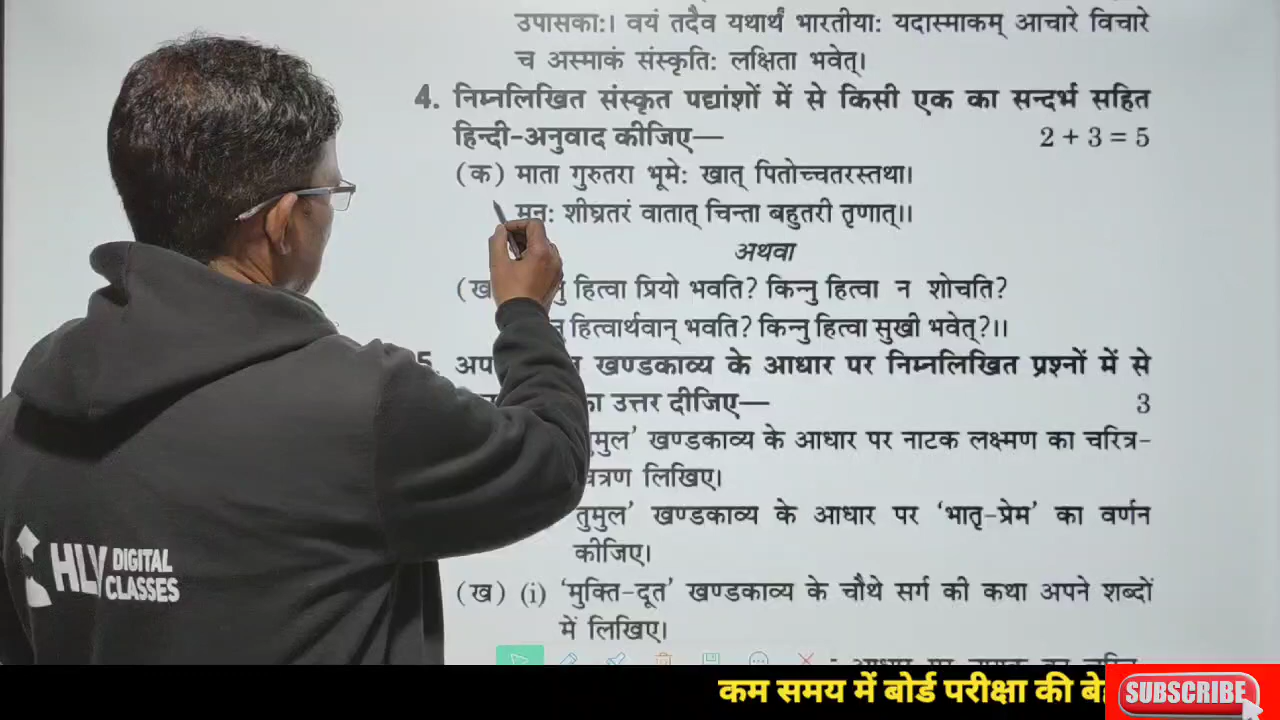 उपासकाः। वयं तदैव यथार्थं भारतीयाः यदास्माकम् आचारे विचारे
च अस्माकं संस्कृतिः लक्षिता भवेत्।
4. निम्नलिखित संस्कृत पद्यांशों में से किसी एक का सन्दर्भ सहित
हिन्दी-अनुवाद कीजिए— 2 + 3 = 5
(क) माता गुरुतरा भूमेः खात् पितोच्चतरस्तथा।
मनः शीघ्रतरं वातात् चिन्ता बहुतरी तृणात्।।
अथवा
(ख हित्वा प्रियो भवति? किन्नु हित्वा न शोचति?
हित्वार्थवान् भवति? किन्नु हित्वा सुखी भवेत्?।।
5. खण्डकाव्य के आधार पर निम्नलिखित प्रश्नों में से
उत्तर दीजिए— 3
खण्डकाव्य के आधार पर नाटक लक्ष्मण का चरित्र-
लिखिए।
तुमुल' खण्डकाव्य के आधार पर 'भातृ-प्रेम' का वर्णन
कीजिए।
(ख) (i) 'मुक्ति-दूत' खण्डकाव्य के चौथे सर्ग की कथा अपने शब्दों
में लिखिए।
HLY DIGITAL
CLASSES
कम समय में बोर्ड परीक्षा की
SUBSCRIBE